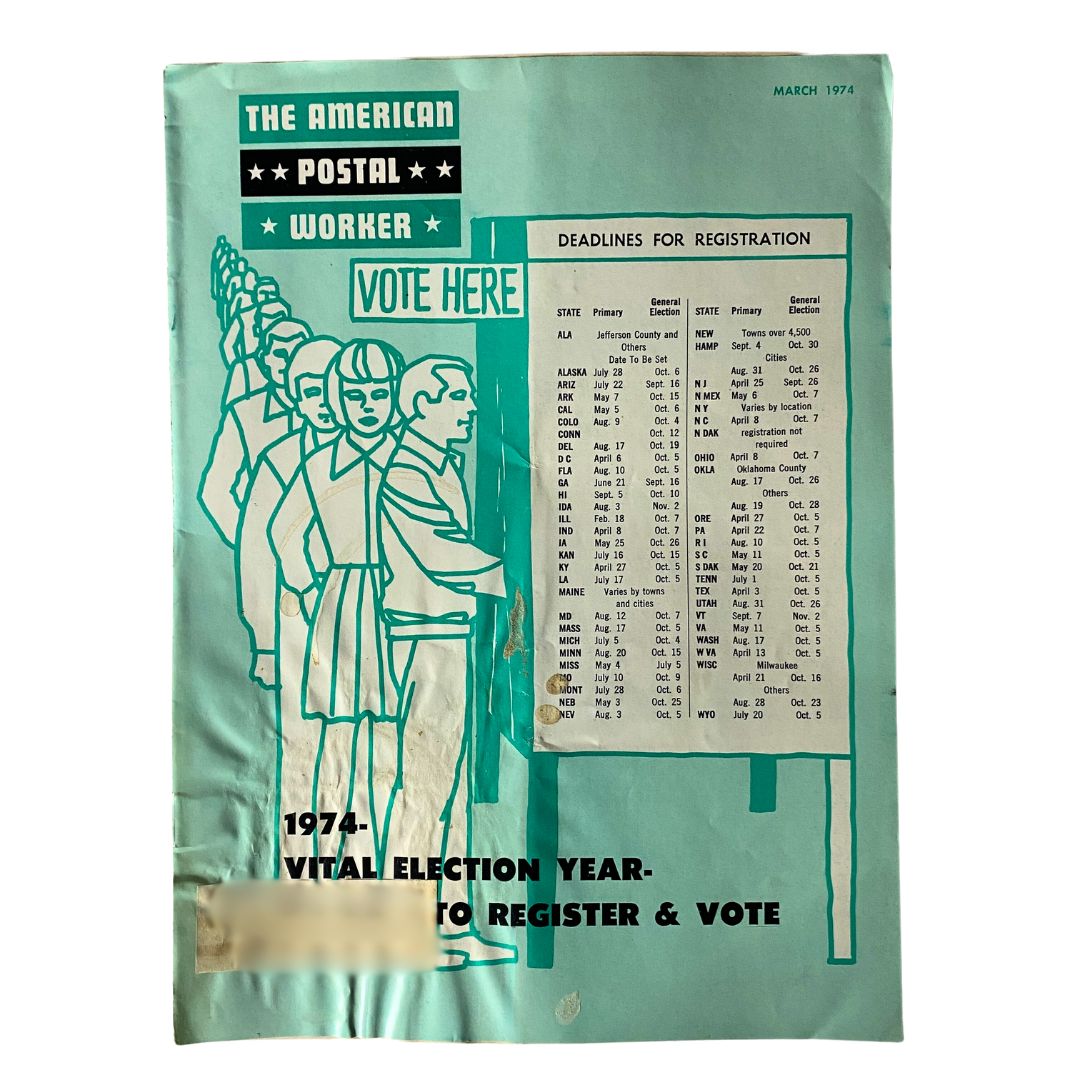 MARCH 1974
THE AMERICAN
POSTAL
WORKER
VOTE HERE
DEADLINES FOR REGISTRATION
STATE Primary General Election
ALA Jefferson County and
Others
Date To Be Set
ALASKA July 28 Oct. 6
ARIZ July 22 Sept. 16
ARK May 7 Oct. 15
CAL May 5 Oct. 6
COLO Aug. 9 Oct. 4
CONN Oct. 12
DEL Aug. 17 Oct. 19
D C April 6 Oct. 5
FLA Aug. 10 Oct. 5
GA June 21 Sept. 16
HI Sept. 5 Oct. 10
IDA Aug. 3 Nov. 2
ILL Feb. 18 Oct. 7
IND April 8 Oct. 7
IA May 25 Oct. 26
KAN July 16 Oct. 15
KY April 27 Oct. 5
LA July 17 Oct. 5
MAINE Varies by towns
and cities
MD Aug. 12 Oct. 7
MASS Aug. 17 Oct. 5
MICH July 5 Oct. 4
MINN Aug. 20 Oct. 15
MISS May 4 July 5
MO July 10 Oct. 9
MONT July 28 Oct. 6
NEB May 3 Oct. 25
NEV Aug. 3 Oct. 5
STATE Primary General Election
NEW Towns over 4,500
HAMP Sept. 4 Oct. 30
Cities
Aug. 31 Oct. 26
N J April 25 Sept. 26
N MEX May 6 Oct. 7
N Y Varies by location
N C April 8 Oct. 7
N DAK registration not
required
OHIO April 8 Oct. 7
OKLA Oklahoma County
Aug. 17 Oct. 26
Others
Aug. 19 Oct. 28
ORE April 27 Oct. 5
PA April 22 Oct. 7
R I Aug. 10 Oct. 5
S C May 11 Oct. 5
S DAK May 20 Oct. 21
TENN July 1 Oct. 5
TEX April 3 Oct. 5
UTAH Aug. 31 Oct. 26
VT Sept. 7 Nov. 2
VA May 11 Oct. 5
WASH Aug. 17 Oct. 5
W VA April 13 Oct. 5
WISC Milwaukee
April 21 Oct. 16
Others
Aug. 28 Oct. 23
WYO July 20 Oct. 5
1974-
VITAL ELECTION YEAR-
TO REGISTER & VOTE